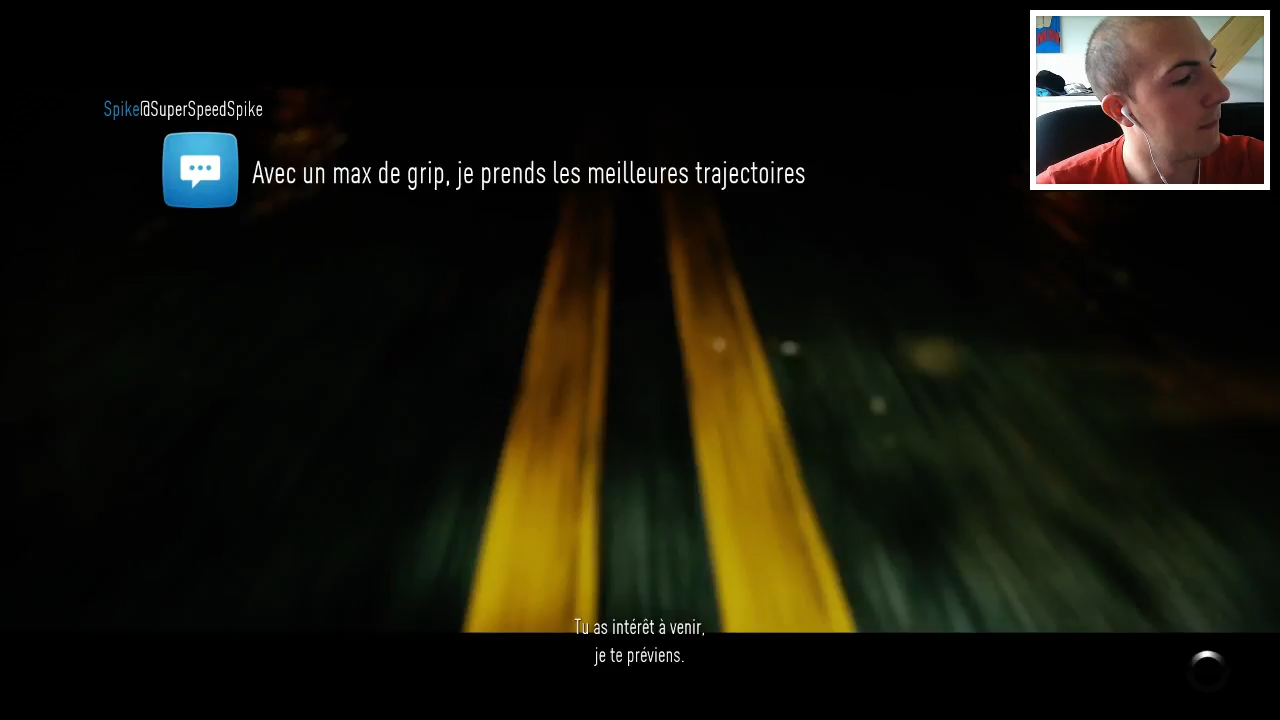 Spike@SuperSpeedSpike
Avec un max de grip, je prends les meilleures trajectoires
Tu as intérêt à venir,
je te préviens.